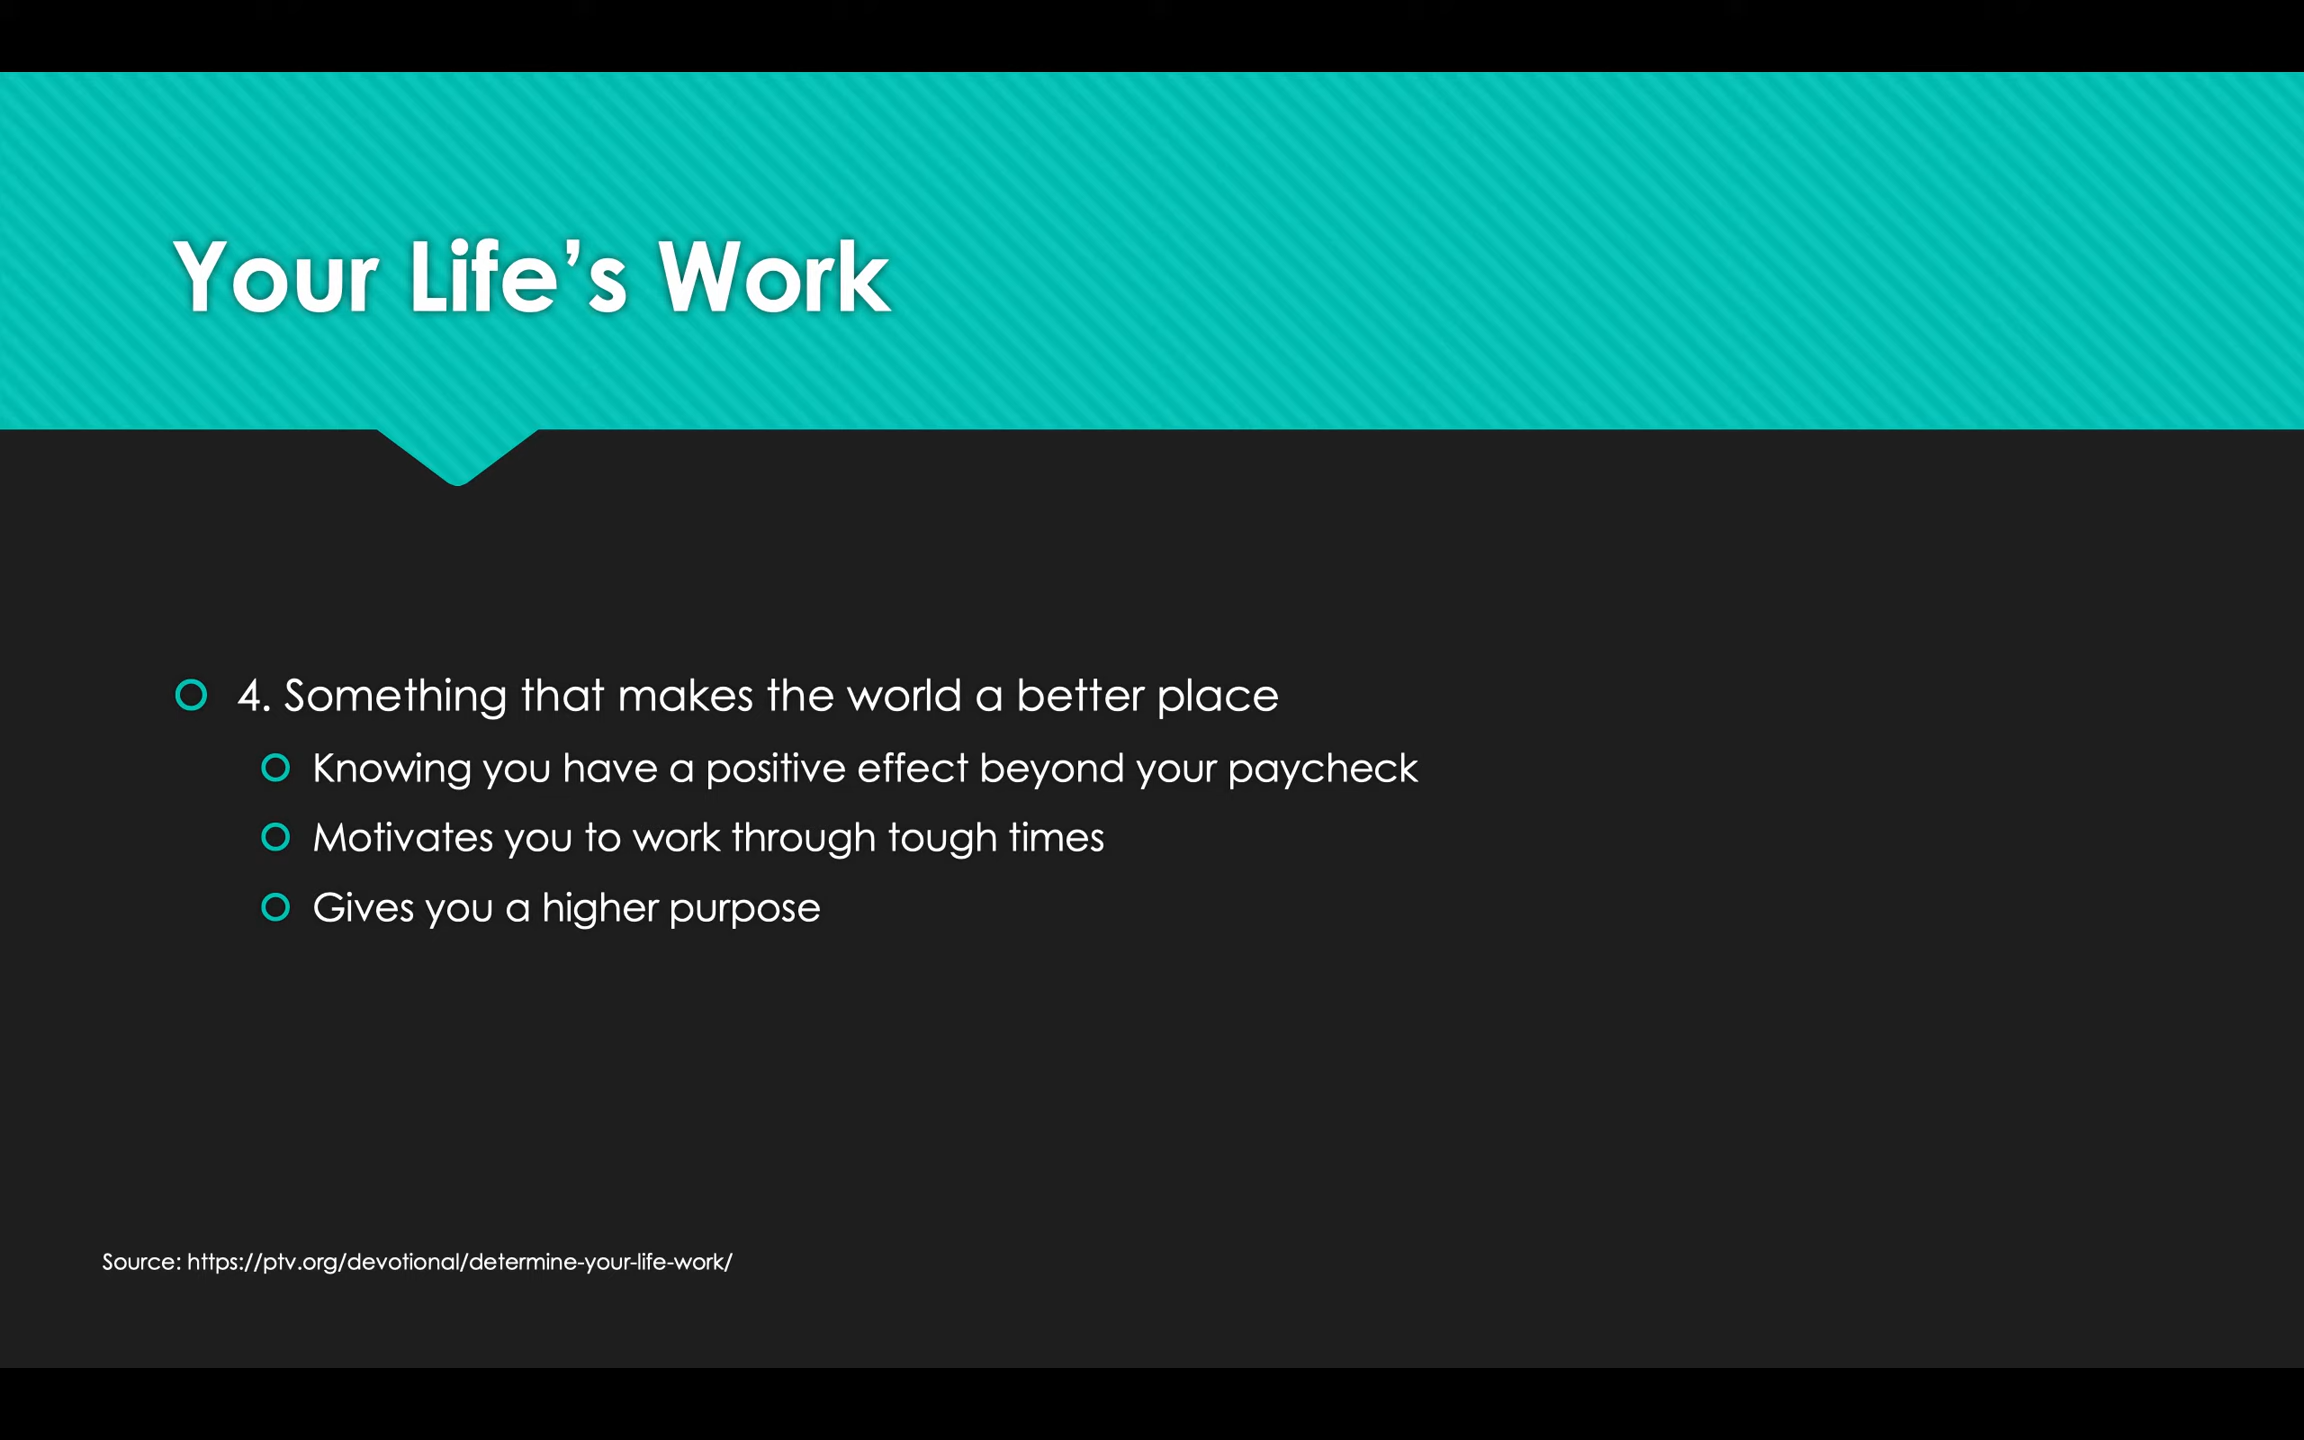 Your Life’s Work
4. Something that makes the world a better place
Knowing you have a positive effect beyond your paycheck
Motivates you to work through tough times
Gives you a higher purpose
Source: https://ptv.org/devotional/determine-your-life-work/